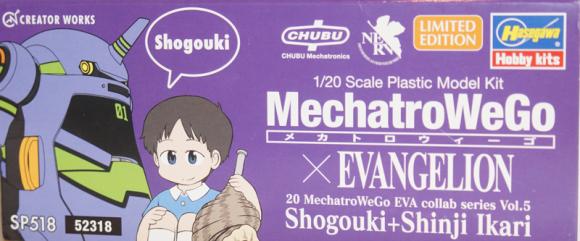 CREATOR WORKS
Shogouki
01
SP518 52318
CHUBU
CHUBU Mechatronics
NERV
LIMITED EDITION
Hasegawa
Hobby kits
1/20 Scale Plastic Model Kit
MechatroWeGo
メカトロウィーゴ
×EVANGELION
20 MechatroWeGo EVA collab series Vol.5
Shogouki+Shinji Ikari